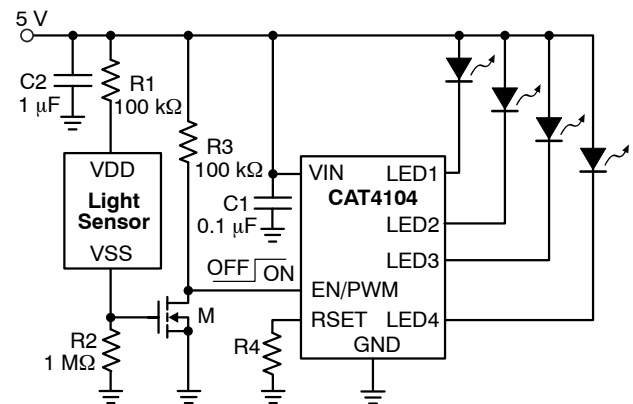 5 V
C2
1 μF
R1
100 kΩ
R3
100 kΩ
VDD
Light
Sensor
VSS
C1
0.1 μF
VIN
LED1
CAT4104
LED2
LED3
OFF
ON
EN/PWM
M
RSET
LED4
GND
R2
1 MΩ
R4